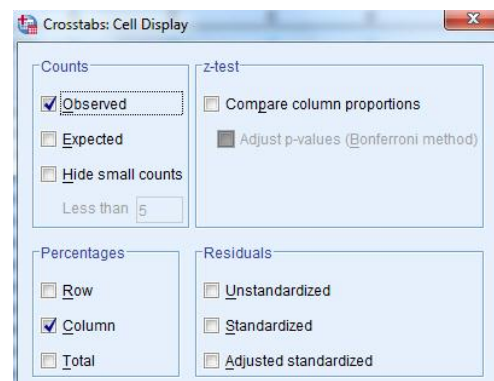 Crosstabs: Cell Display
Counts
Observed
Expected
Hide small counts
Less than 5
z-test
Compare column proportions
Adjust p-values (Bonferroni method)
Percentages
Row
Column
Total
Residuals
Unstandardized
Standardized
Adjusted standardized